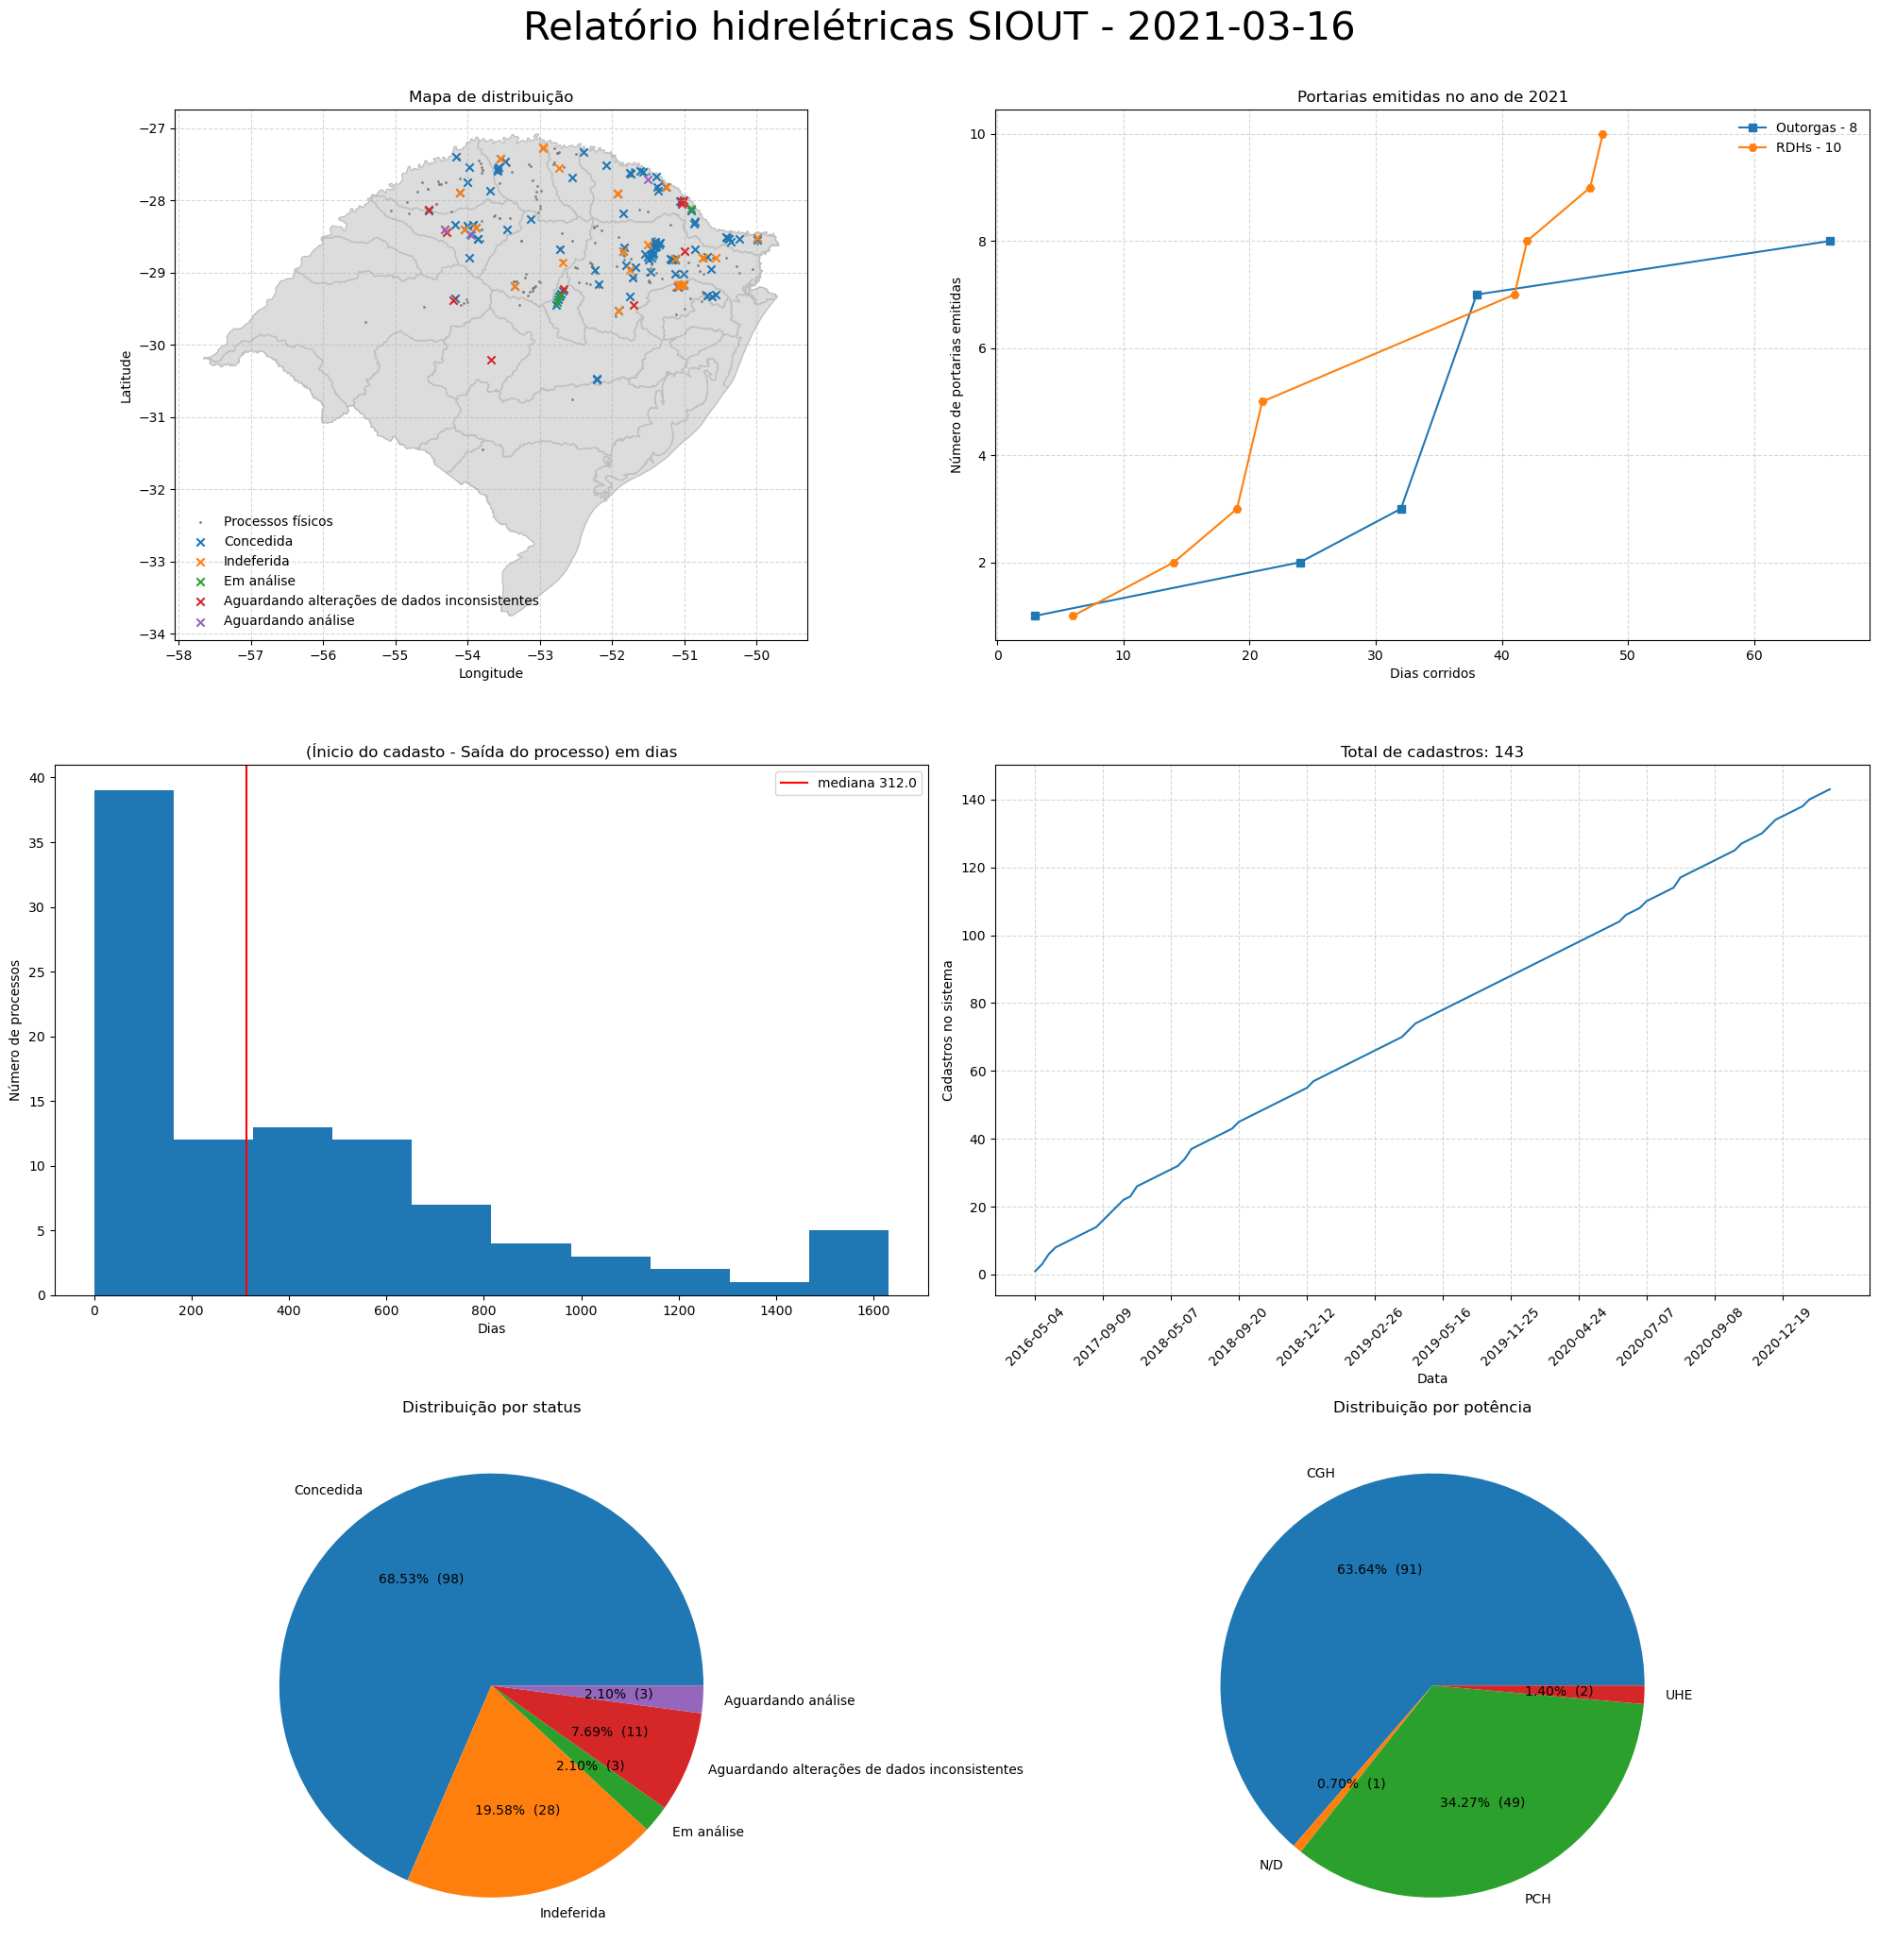 Relatório hidrelétricas SIOUT - 2021-03-16
Mapa de distribuição
−27
−28
−29
−30
−31
−32
−33
−34
Latitude
−58 −57 −56 −55 −54 −53 −52 −51 −50
Longitude
Processos físicos
Concedida
Indeferida
Em análise
Aguardando alterações de dados inconsistentes
Aguardando análise
Portarias emitidas no ano de 2021
10
8
6
4
2
Número de portarias emitidas
0 10 20 30 40 50 60
Dias corridos
Outorgas - 8
RDHs - 10
(Ínicio do cadasto - Saída do processo) em dias
40
35
30
25
20
15
10
5
0
Número de processos
0 200 400 600 800 1000 1200 1400 1600
Dias
mediana 312.0
Total de cadastros: 143
140
120
100
80
60
40
20
0
Cadastros no sistema
2016-05-04 2017-09-09 2018-05-07 2018-09-20 2018-12-12 2019-02-26 2019-05-16 2019-11-25 2020-04-24 2020-07-07 2020-09-08 2020-12-19
Data
Distribuição por status
Concedida
68.53% (98)
2.10% (3)
Aguardando análise
7.69% (11)
Aguardando alterações de dados inconsistentes
2.10% (3)
Em análise
19.58% (28)
Indeferida
Distribuição por potência
CGH
63.64% (91)
1.40% (2)
UHE
0.70% (1)
N/D
34.27% (49)
PCH